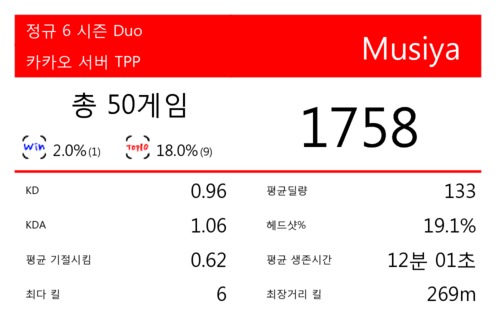 정규 6 시즌 Duo
카카오 서버 TPP
Musiya
총 50게임
Win 2.0% (1) TOP10 18.0% (9)
1758
KD 0.96
평균딜량 133
KDA 1.06
헤드샷% 19.1%
평균 기절시킴 0.62
평균 생존시간 12분 01초
최다 킬 6
최장거리 킬 269m